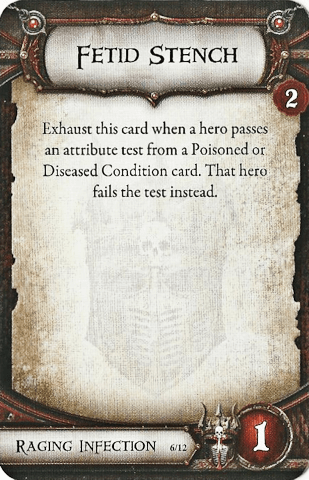 Fetid Stench
2
Exhaust this card when a hero passes
an attribute test from a Poisoned or
Diseased Condition card. That hero
fails the test instead.
Raging Infection 6/12
1